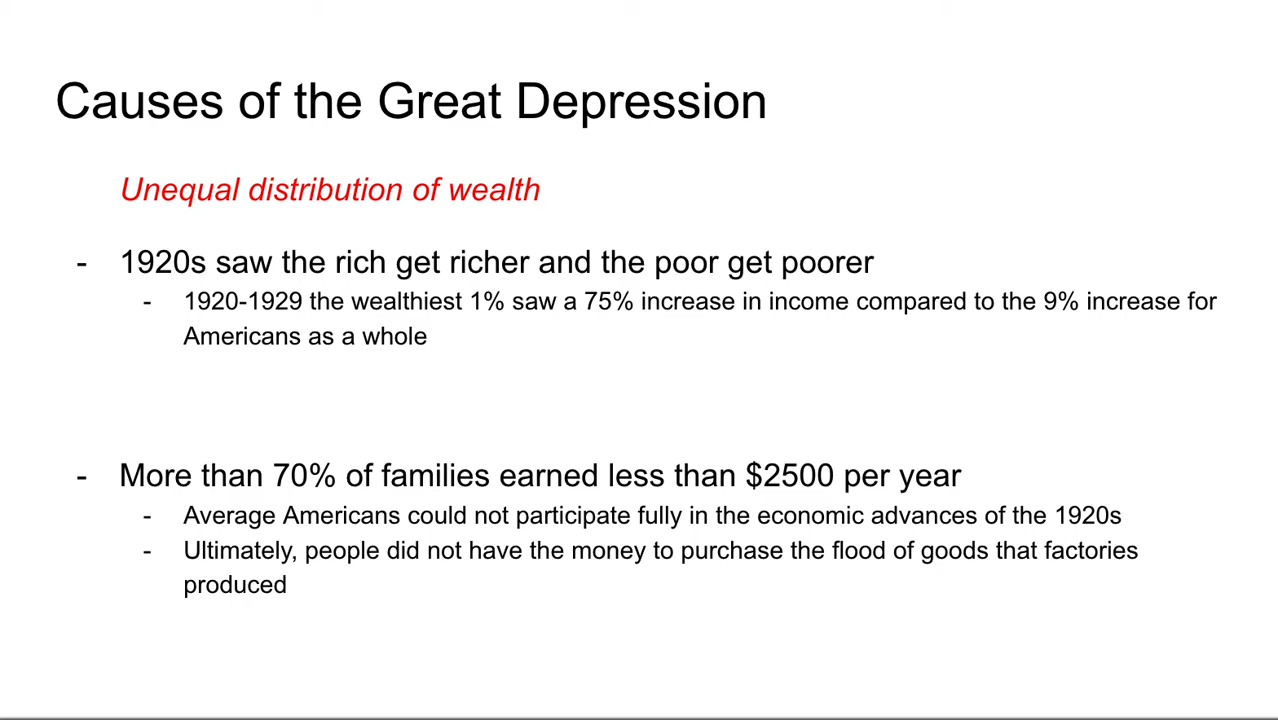 Causes of the Great Depression
Unequal distribution of wealth
- 1920s saw the rich get richer and the poor get poorer
- 1920-1929 the wealthiest 1% saw a 75% increase in income compared to the 9% increase for
Americans as a whole
- More than 70% of families earned less than $2500 per year
- Average Americans could not participate fully in the economic advances of the 1920s
- Ultimately, people did not have the money to purchase the flood of goods that factories
produced